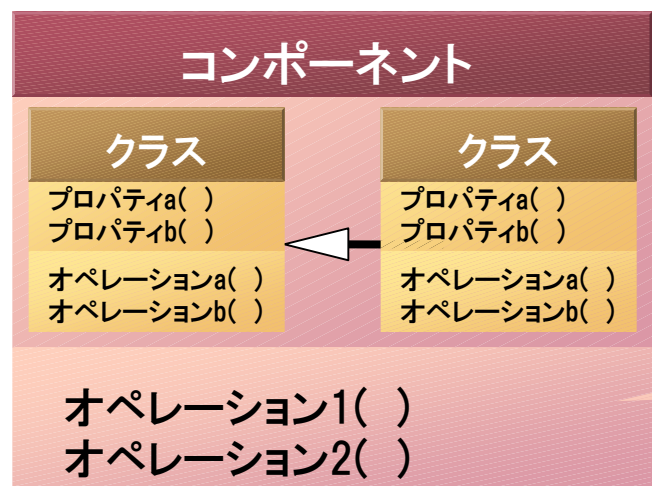 コンポーネント
クラス
プロパティa( )
プロパティb( )
オペレーションa( )
オペレーションb( )
クラス
プロパティa( )
プロパティb( )
オペレーションa( )
オペレーションb( )
オペレーション1( )
オペレーション2( )